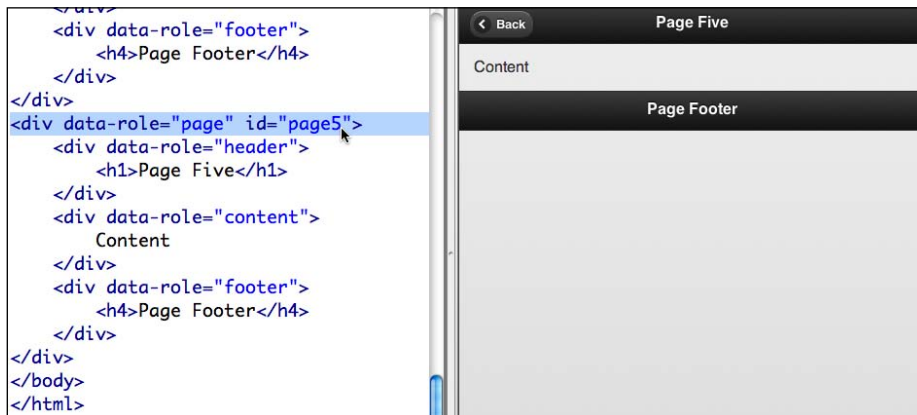 </div>
<div data-role="footer">
<h4>Page Footer</h4>
</div>
</div>
<div data-role="page" id="page5">
<div data-role="header">
<h1>Page Five</h1>
</div>
<div data-role="content">
Content
</div>
<div data-role="footer">
<h4>Page Footer</h4>
</div>
</div>
</body>
</html>
Back
Page Five
Content
Page Footer